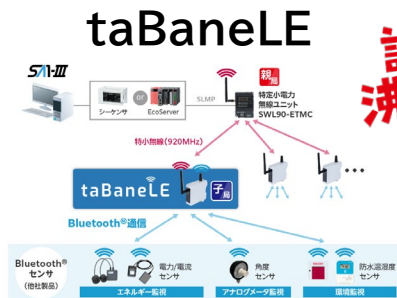 taBaneLE
SA1-III
シーケンサ
or
EcoServer
SLMP
親局
特定小電力
無線ユニット
SWL90-ETMC
特小無線(920MHz)
taBaneLE
子局
Bluetooth®通信
Bluetooth®
センサ
(他社製品)
電力/電流
センサ
角度
センサ
防水温湿度
センサ
エネルギー監視
アナログメータ監視
環境監視